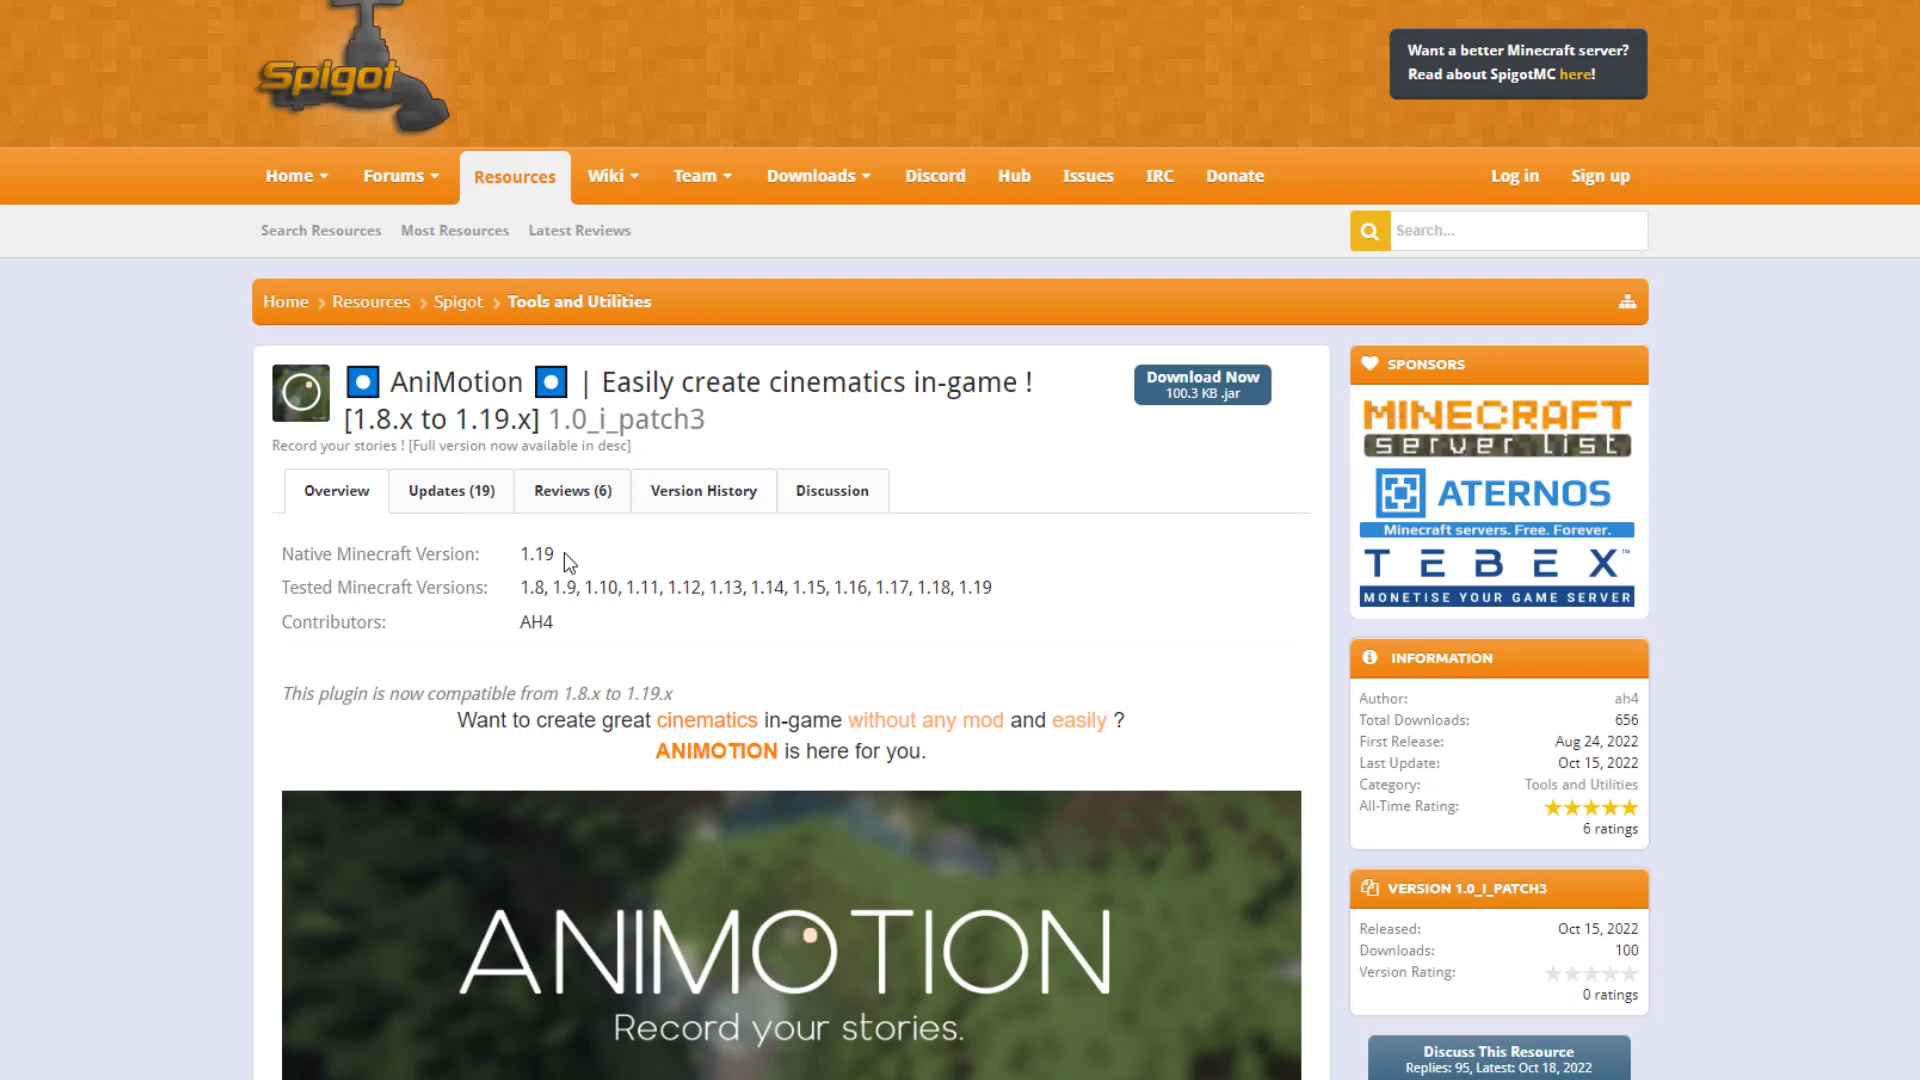 Spigot
Want a better Minecraft server?
Read about SpigotMC here!
Home Forums Resources Wiki Team Downloads Discord Hub Issues IRC Donate Log in Sign up
Search Resources Most Resources Latest Reviews Search...
Home Resources Spigot Tools and Utilities
AniMotion | Easily create cinematics in-game !
[1.8.x to 1.19.x] 1.0_i_patch3
Record your stories ! [Full version now available in desc]
Download Now
100.3 KB .jar
Overview Updates (19) Reviews (6) Version History Discussion
Native Minecraft Version: 1.19
Tested Minecraft Versions: 1.8, 1.9, 1.10, 1.11, 1.12, 1.13, 1.14, 1.15, 1.16, 1.17, 1.18, 1.19
Contributors: AH4
This plugin is now compatible from 1.8.x to 1.19.x
Want to create great cinematics in-game without any mod and easily ?
ANIMOTION is here for you.
ANIMOTION
Record your stories.
SPONSORS
MINECRAFT
server list
ATERNOS
Minecraft servers. Free. Forever.
TEBEX™
MONETISE YOUR GAME SERVER
INFORMATION
Author: ah4
Total Downloads: 656
First Release: Aug 24, 2022
Last Update: Oct 15, 2022
Category: Tools and Utilities
All-Time Rating:
6 ratings
VERSION 1.0_I_PATCH3
Released: Oct 15, 2022
Downloads: 100
Version Rating:
0 ratings
Discuss This Resource
Replies: 95, Latest: Oct 18, 2022